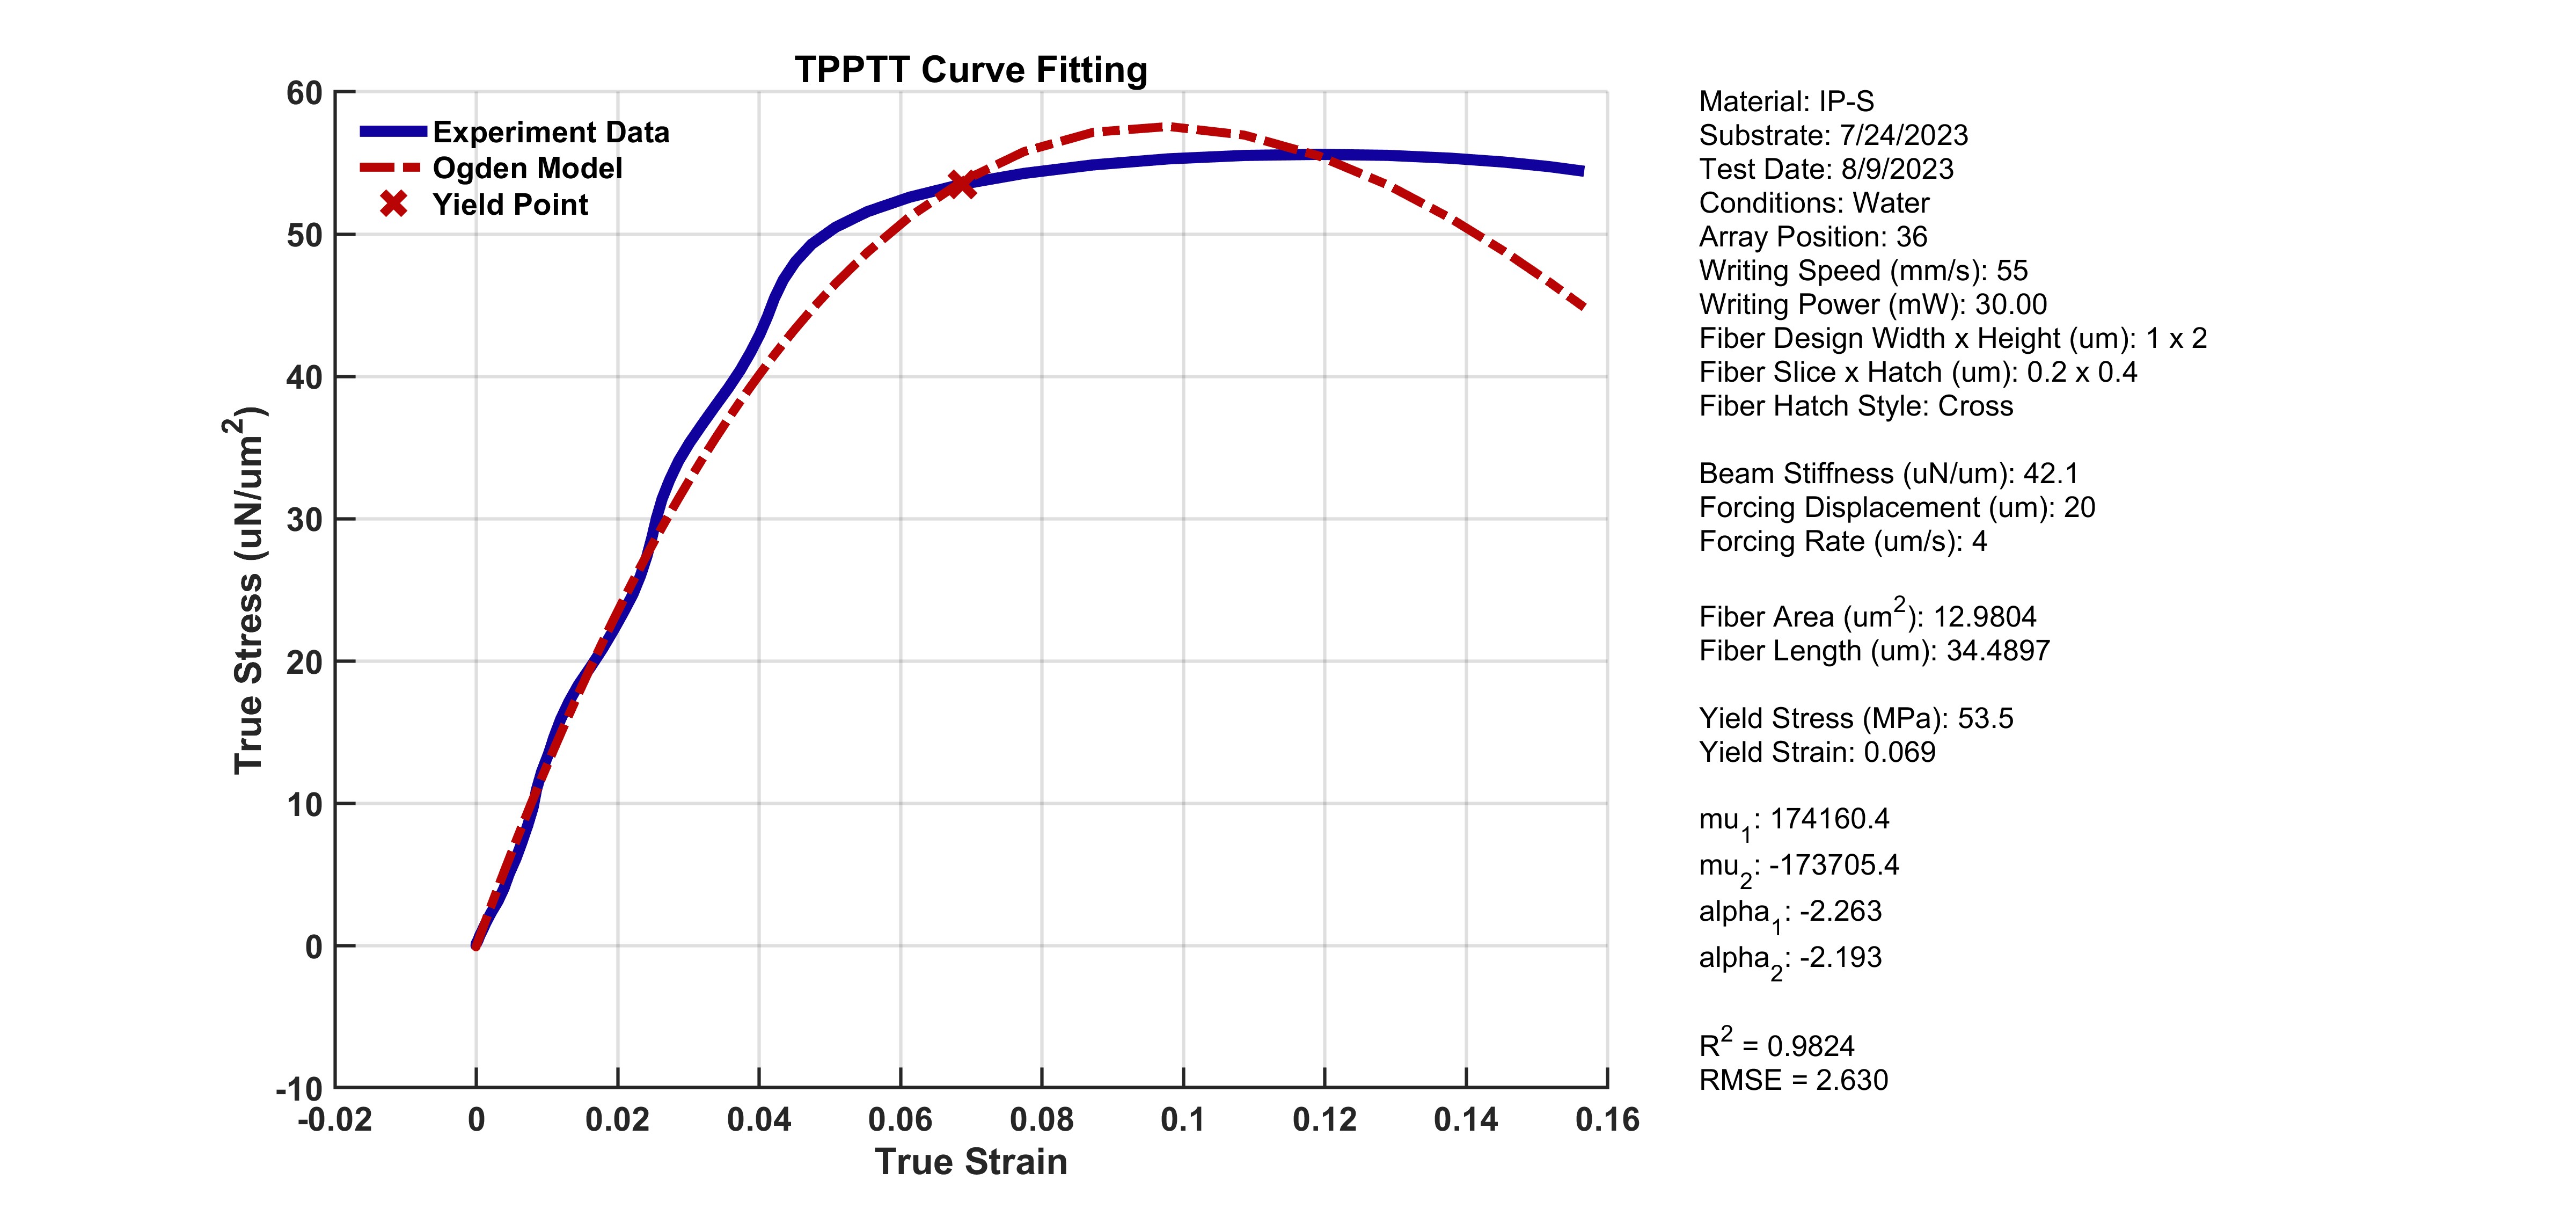 TPPTT Curve Fitting
60
50
40
30
20
10
0
-10
True Stress (uN/um²)
Experiment Data
Ogden Model
Yield Point
-0.02 0 0.02 0.04 0.06 0.08 0.1 0.12 0.14 0.16
True Strain
Material: IP-S
Substrate: 7/24/2023
Test Date: 8/9/2023
Conditions: Water
Array Position: 36
Writing Speed (mm/s): 55
Writing Power (mW): 30.00
Fiber Design Width x Height (um): 1 x 2
Fiber Slice x Hatch (um): 0.2 x 0.4
Fiber Hatch Style: Cross
Beam Stiffness (uN/um): 42.1
Forcing Displacement (um): 20
Forcing Rate (um/s): 4
Fiber Area (um²): 12.9804
Fiber Length (um): 34.4897
Yield Stress (MPa): 53.5
Yield Strain: 0.069
mu₁: 174160.4
mu₂: -173705.4
alpha₁: -2.263
alpha₂: -2.193
R² = 0.9824
RMSE = 2.630